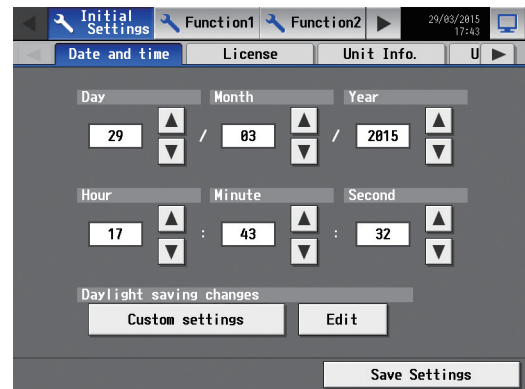 Initial Settings Function1 Function2 29/03/2015 17:43
Date and time License Unit Info. U
Day Month Year
29 / 03 / 2015
Hour Minute Second
17 : 43 : 32
Daylight saving changes
Custom settings Edit
Save Settings